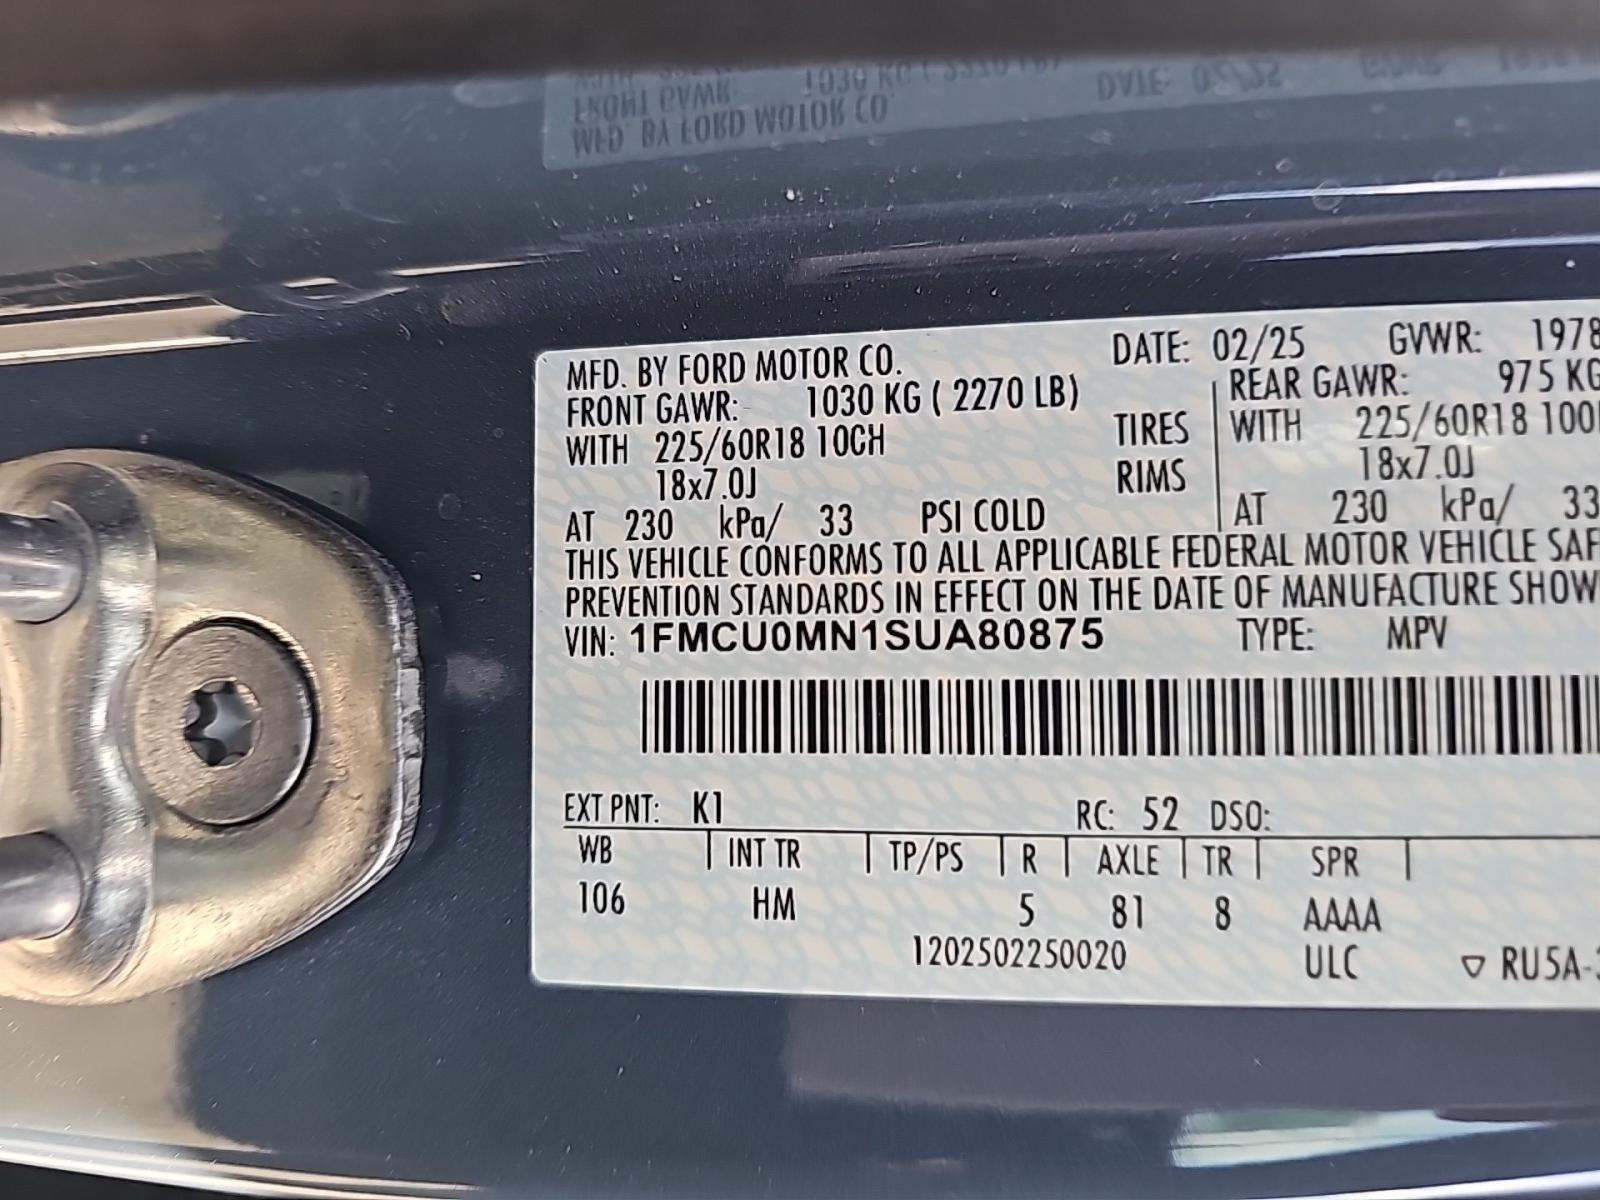 MFD. BY FORD MOTOR CO. DATE: 02/25 GVWR: 1978
FRONT GAWR: 1030 KG ( 2270 LB) REAR GAWR: 975 KG
WITH 225/60R18 10CH TIRES WITH 225/60R18 100
18x7.0J RIMS 18x7.0J
AT 230 kPa/ 33 PSI COLD AT 230 kPa/ 33
THIS VEHICLE CONFORMS TO ALL APPLICABLE FEDERAL MOTOR VEHICLE SAF
PREVENTION STANDARDS IN EFFECT ON THE DATE OF MANUFACTURE SHOW
VIN: 1FMCU0MN1SUA80875 TYPE: MPV
EXT PNT: K1 RC: 52 DSO:
WB INT TR TP/PS R AXLE TR SPR
106 HM 5 81 8 AAAA
1202502250020 ULC ▽ RU5A-